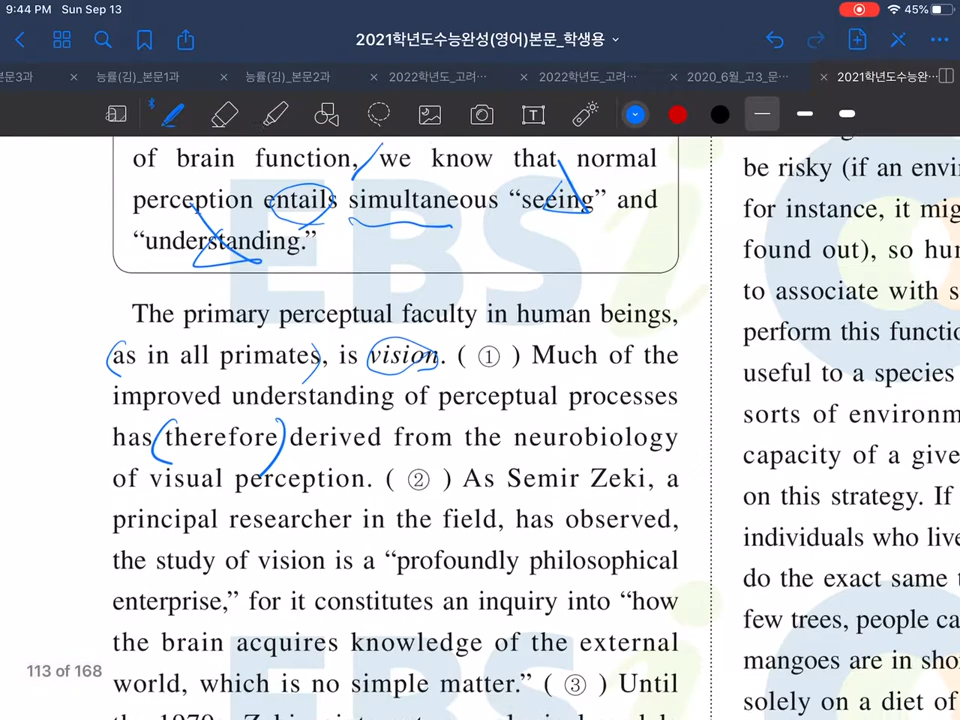 9:44 PM Sun Sep 13
45%
2021학년도수능완성(영어)본문_학생용
본문3과
능률(김)_본문1과
능률(김)_본문2과
2022학년도_고려…
2022학년도_고려…
2020_6월_고3_문…
2021학년도수능완…
T
of brain function, we know that normal
perception entails simultaneous “seeing” and
“understanding.”
The primary perceptual faculty in human beings,
as in all primates, is vision. ( ① ) Much of the
improved understanding of perceptual processes
has therefore derived from the neurobiology
of visual perception. ( ② ) As Semir Zeki, a
principal researcher in the field, has observed,
the study of vision is a “profoundly philosophical
enterprise,” for it constitutes an inquiry into “how
the brain acquires knowledge of the external
world, which is no simple matter.” ( ③ ) Until
113 of 168
be risky (if an envi
for instance, it mig
found out), so hum
to associate with s
perform this functio
useful to a species
sorts of environm
capacity of a give
on this strategy. If
individuals who live
do the exact same t
few trees, people ca
mangoes are in shor
solely on a diet of
EBSi